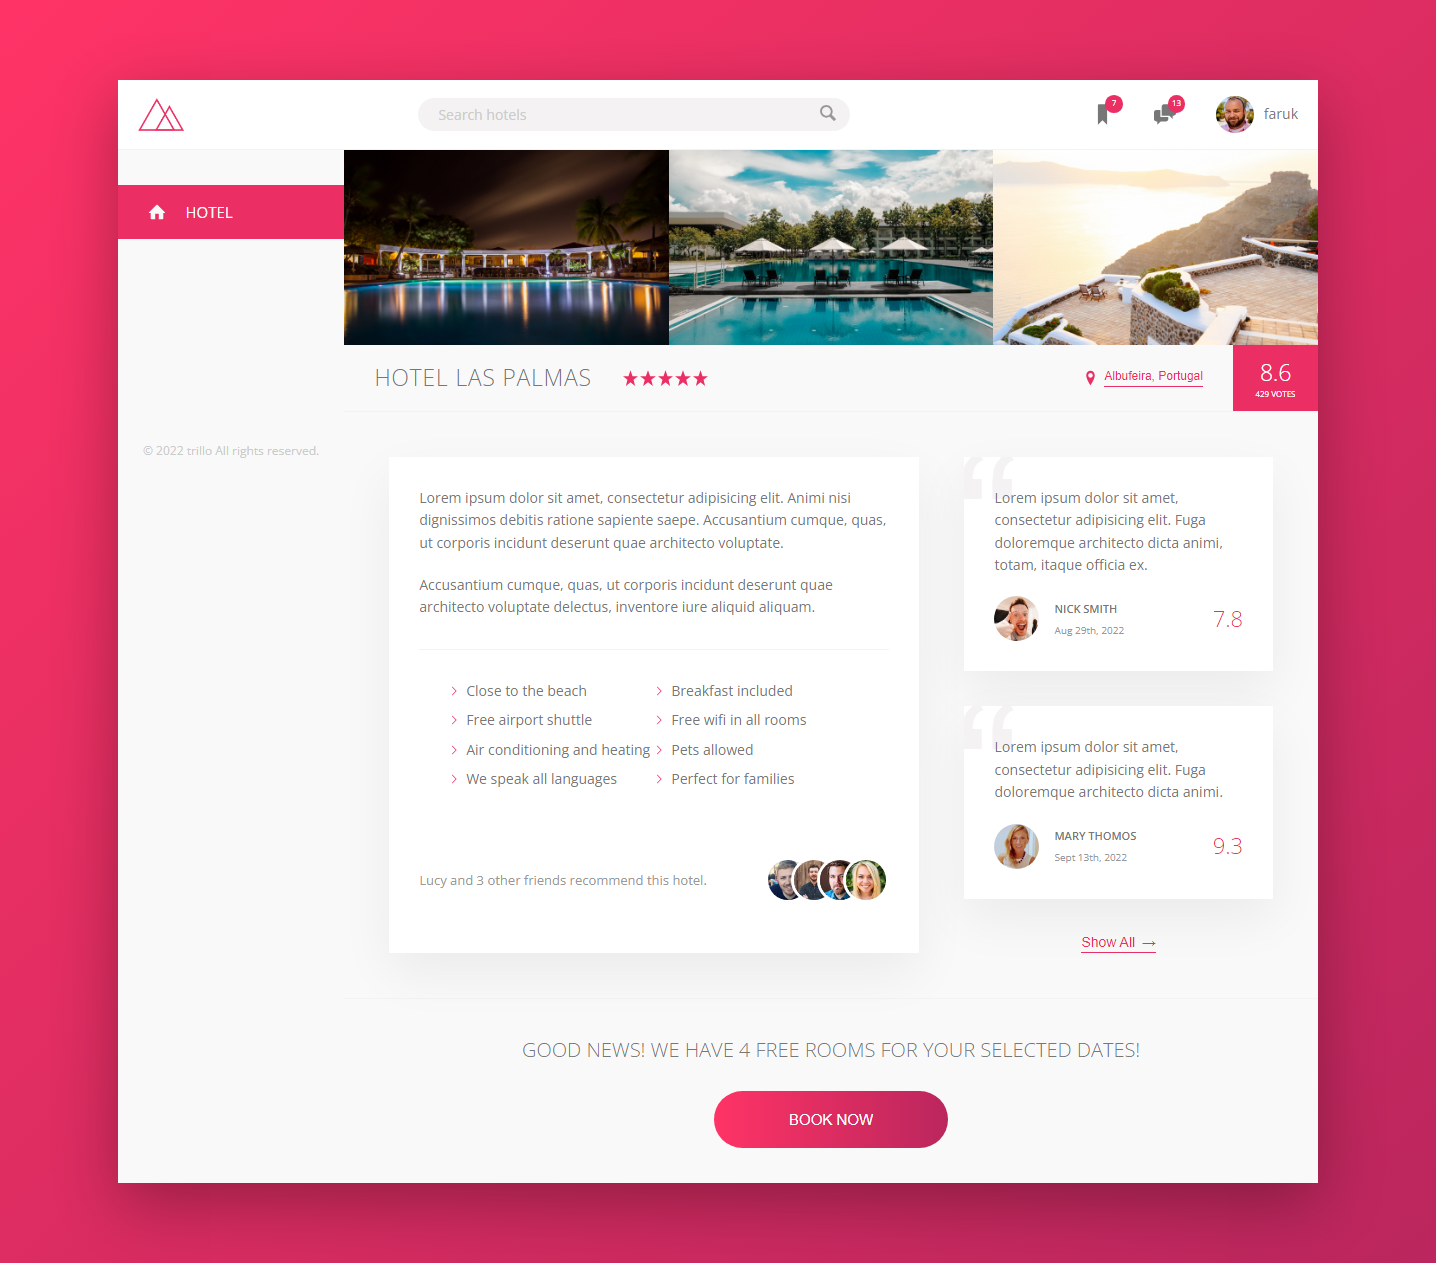 Search hotels
7
13
faruk
HOTEL
HOTEL LAS PALMAS
Albufeira, Portugal
8.6
429 VOTES
© 2022 trillo All rights reserved.
Lorem ipsum dolor sit amet, consectetur adipisicing elit. Animi nisi
dignissimos debitis ratione sapiente saepe. Accusantium cumque, quas,
ut corporis incidunt deserunt quae architecto voluptate.
Accusantium cumque, quas, ut corporis incidunt deserunt quae
architecto voluptate delectus, inventore iure aliquid aliquam.
Close to the beach
Breakfast included
Free airport shuttle
Free wifi in all rooms
Air conditioning and heating
Pets allowed
We speak all languages
Perfect for families
Lucy and 3 other friends recommend this hotel.
“
Lorem ipsum dolor sit amet,
consectetur adipisicing elit. Fuga
doloremque architecto dicta animi,
totam, itaque officia ex.
NICK SMITH
Aug 29th, 2022
7.8
“
Lorem ipsum dolor sit amet,
consectetur adipisicing elit. Fuga
doloremque architecto dicta animi.
MARY THOMOS
Sept 13th, 2022
9.3
Show All →
GOOD NEWS! WE HAVE 4 FREE ROOMS FOR YOUR SELECTED DATES!
BOOK NOW